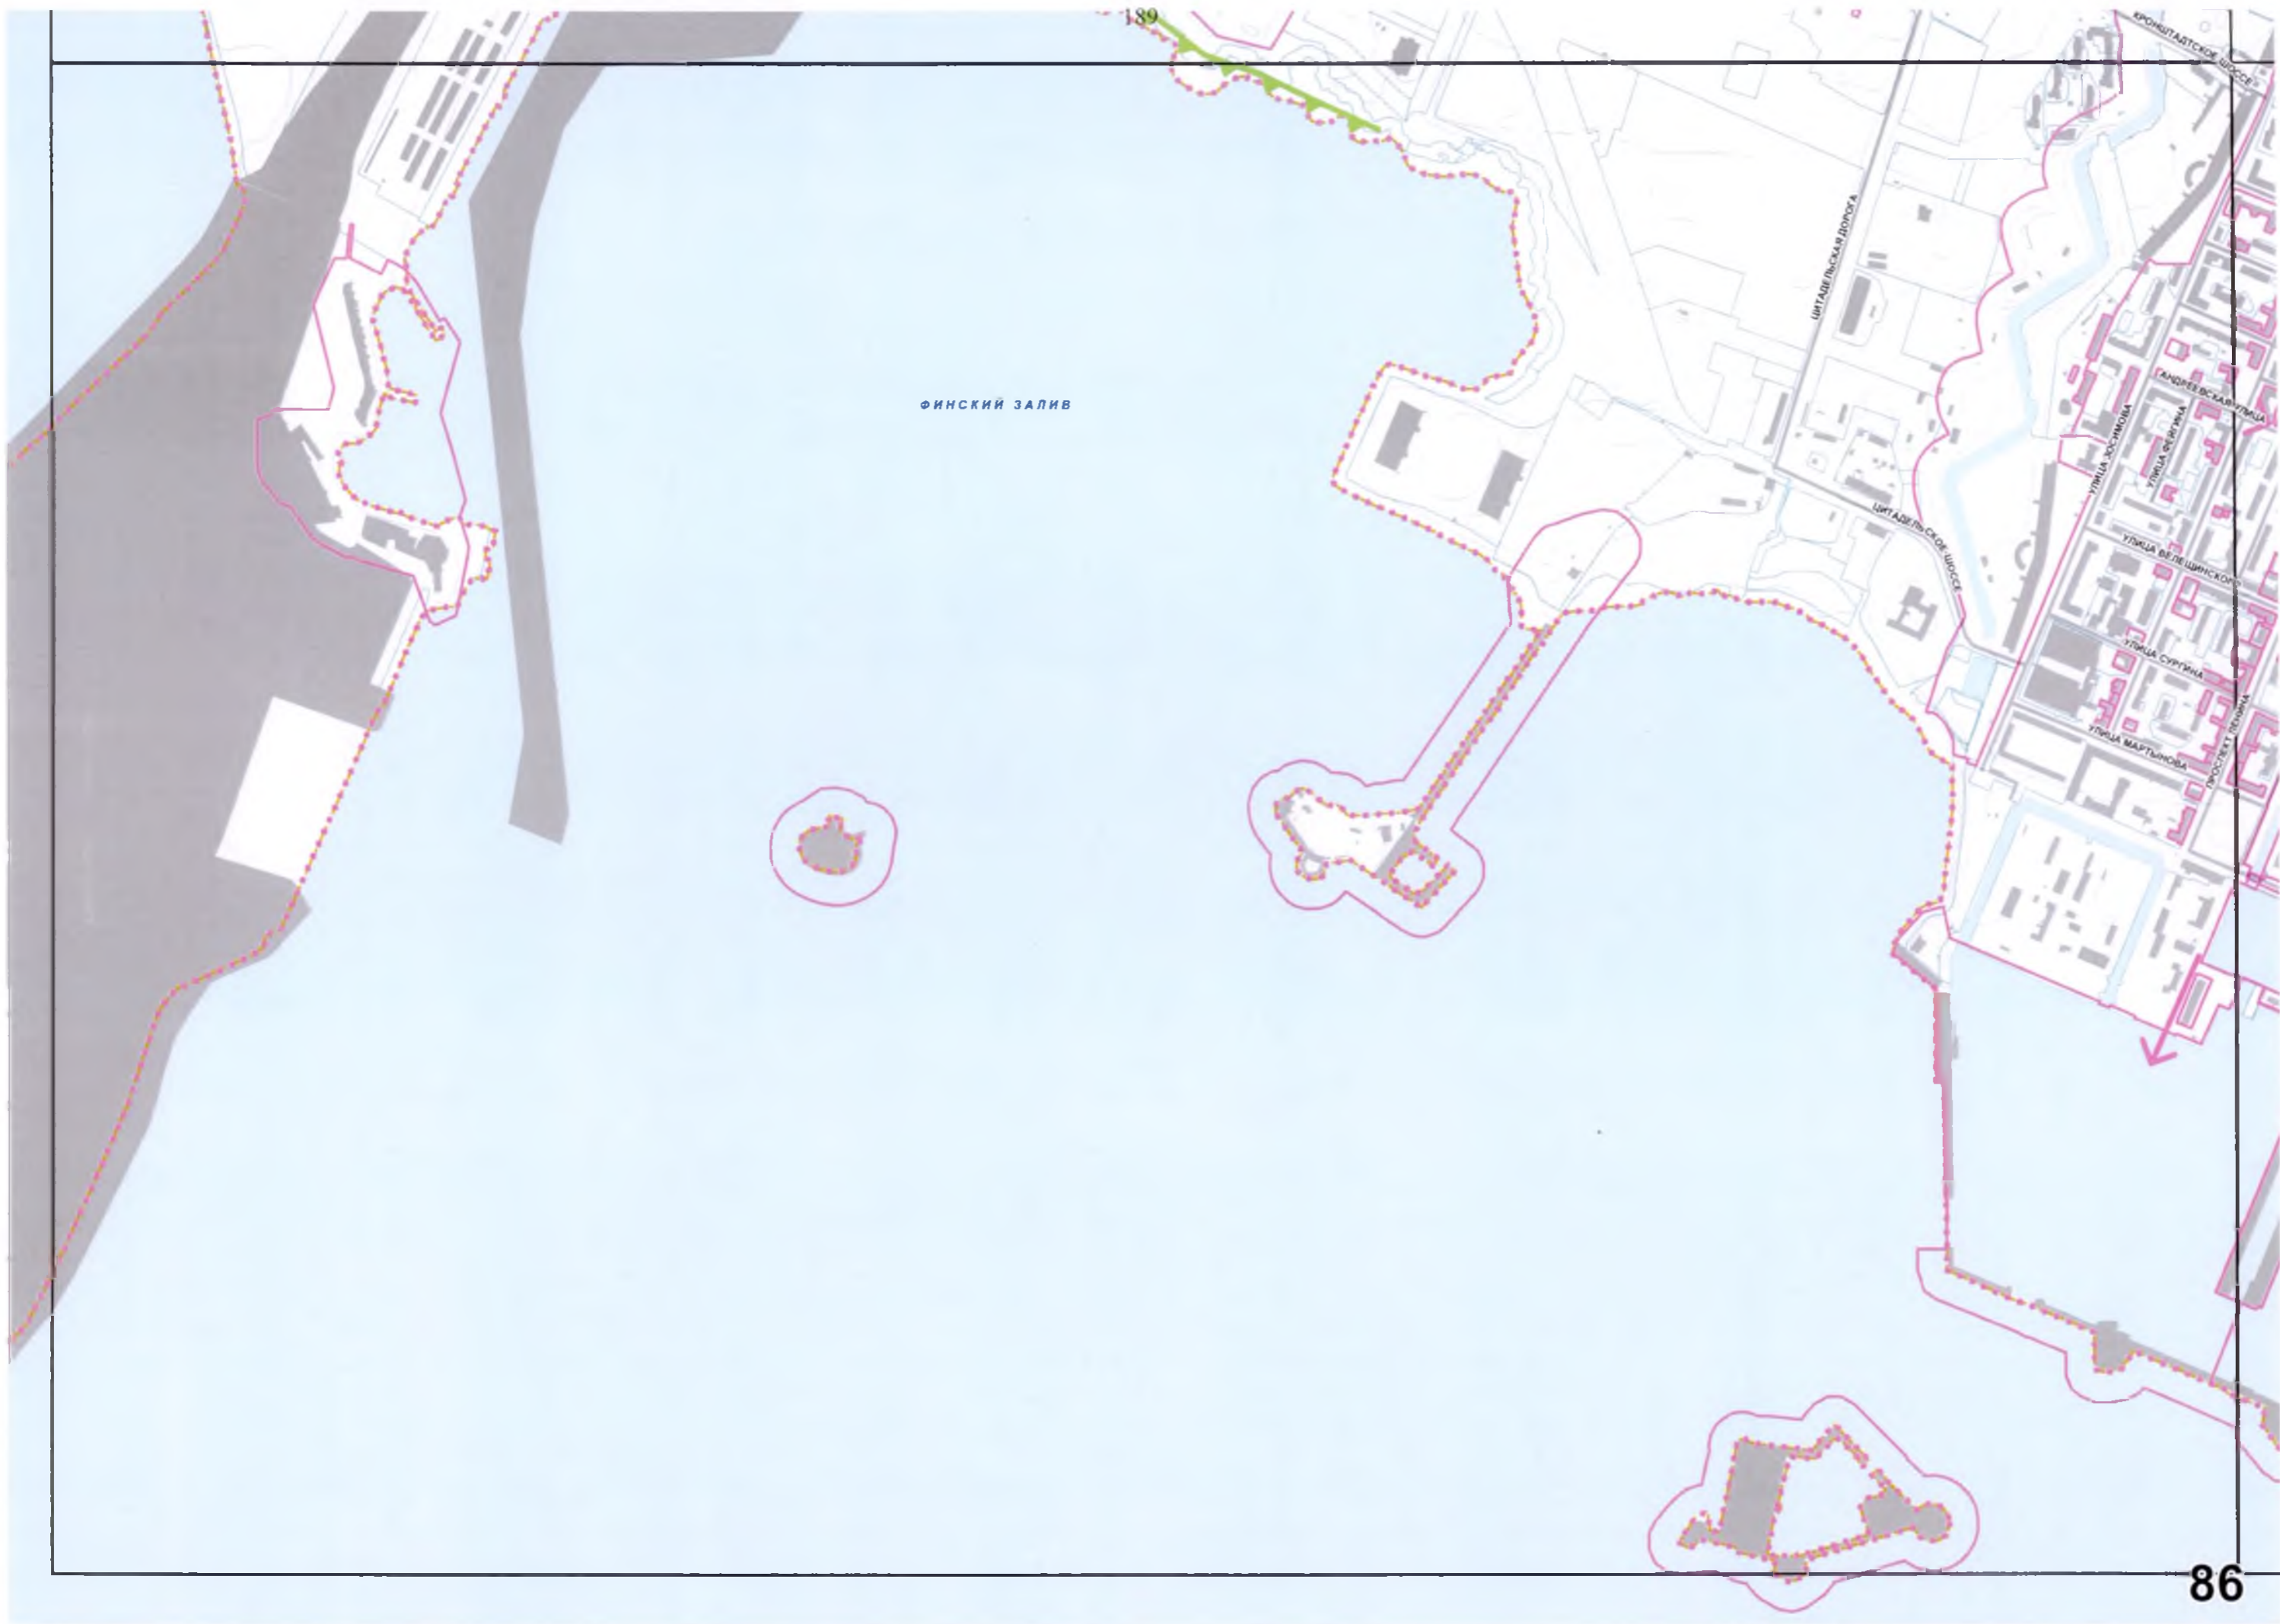 189
КРОНШТАДТСКОЕ ШОССЕ
ЦИТАДЕЛЬСКАЯ ДОРОГА
ФИНСКИЙ ЗАЛИВ
АНДРЕЕВСКАЯ УЛИЦА
УЛИЦА ЗОСИМОВА
УЛИЦА ФЕЙГИНА
ЦИТАДЕЛЬСКОЕ ШОССЕ
УЛИЦА ВЕЛЕЩИНСКОГО
УЛИЦА СУРГИНА
ПРОСПЕКТ ЛЕНИНА
УЛИЦА МАРТЫНОВА
86